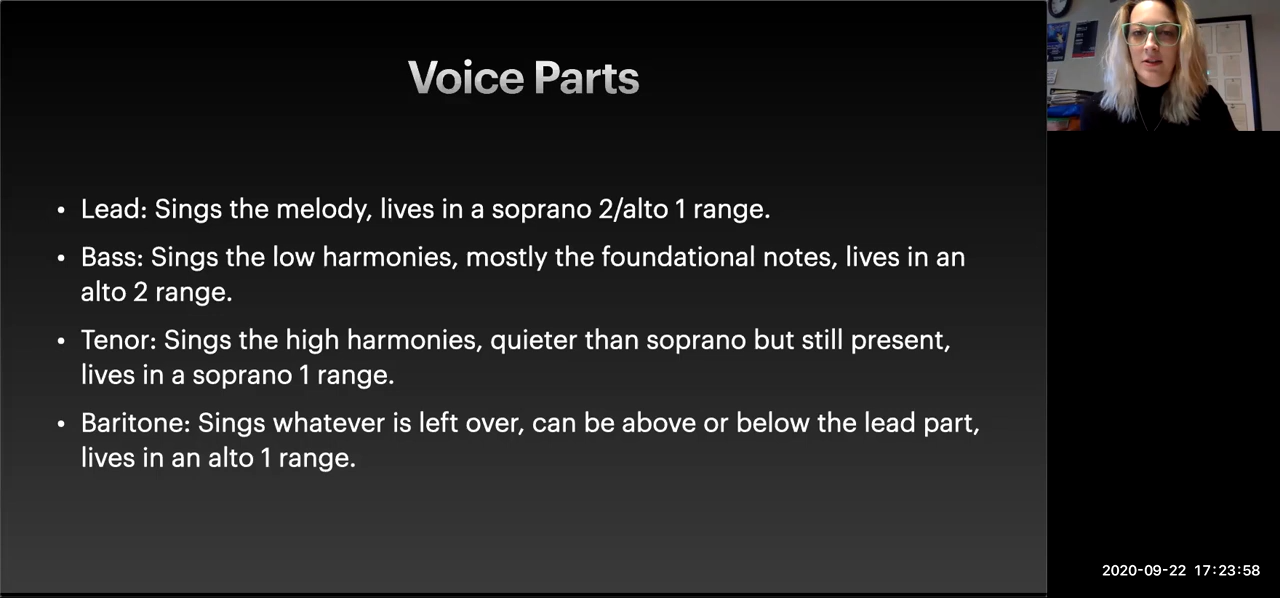 Voice Parts
• Lead: Sings the melody, lives in a soprano 2/alto 1 range.
• Bass: Sings the low harmonies, mostly the foundational notes, lives in an
alto 2 range.
• Tenor: Sings the high harmonies, quieter than soprano but still present,
lives in a soprano 1 range.
• Baritone: Sings whatever is left over, can be above or below the lead part,
lives in an alto 1 range.
2020-09-22 17:23:58